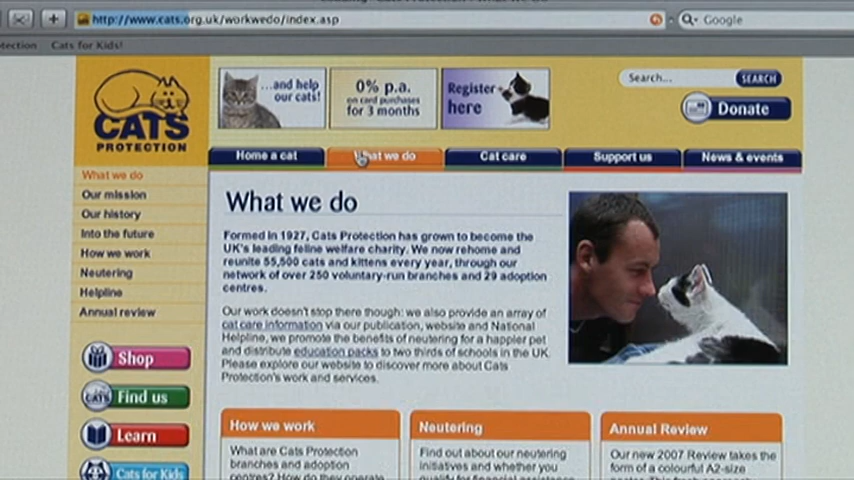 http://www.cats.org.uk/workwedo/index.asp
Google
Cats for Kids!
...and help
our cats!
0% p.a.
on card purchases
for 3 months
Register
here
Search...
SEARCH
Donate
CATS
PROTECTION
Home a cat
What we do
Cat care
Support us
News & events
What we do
Our mission
Our history
Into the future
How we work
Neutering
Helpline
Annual review
Shop
Find us
Learn
Cats for Kids
What we do
Formed in 1927, Cats Protection has grown to become the
UK's leading feline welfare charity. We now rehome and
reunite 55,500 cats and kittens every year, through our
network of over 250 voluntary-run branches and 29 adoption
centres.
Our work doesn't stop there though: we also provide an array of
cat care information via our publication, website and National
Helpline, we promote the benefits of neutering for a happier pet
and distribute education packs to two thirds of schools in the UK.
Please explore our website to discover more about Cats
Protection's work and services.
How we work
What are Cats Protection
branches and adoption
centres? How do they operate
Neutering
Find out about our neutering
initiatives and whether you
qualify for financial assistance
Annual Review
Our new 2007 Review takes the
form of a colourful A2-size